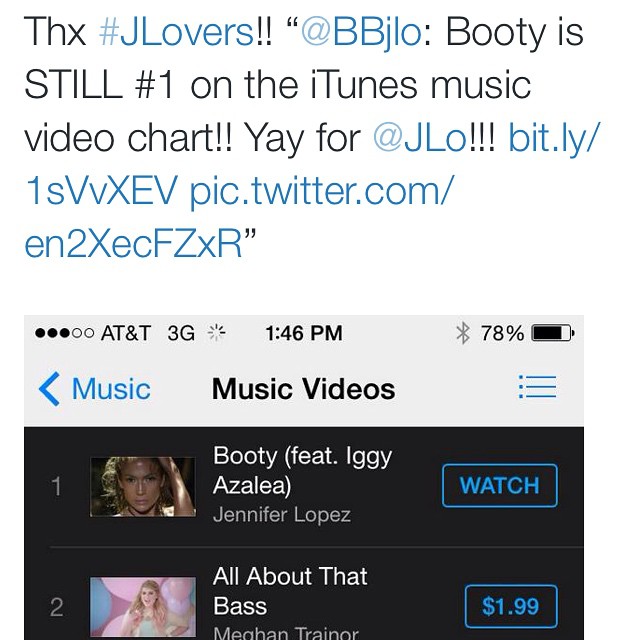 Thx #JLovers!! “@BBjlo: Booty is
STILL #1 on the iTunes music
video chart!! Yay for @JLo!!! bit.ly/
1sVvXEV pic.twitter.com/
en2XecFZxR”
AT&T 3G 1:46 PM 78%
Music Music Videos
1 Booty (feat. Iggy
Azalea) WATCH
Jennifer Lopez
All About That
2 Bass $1.99
Meghan Trainor